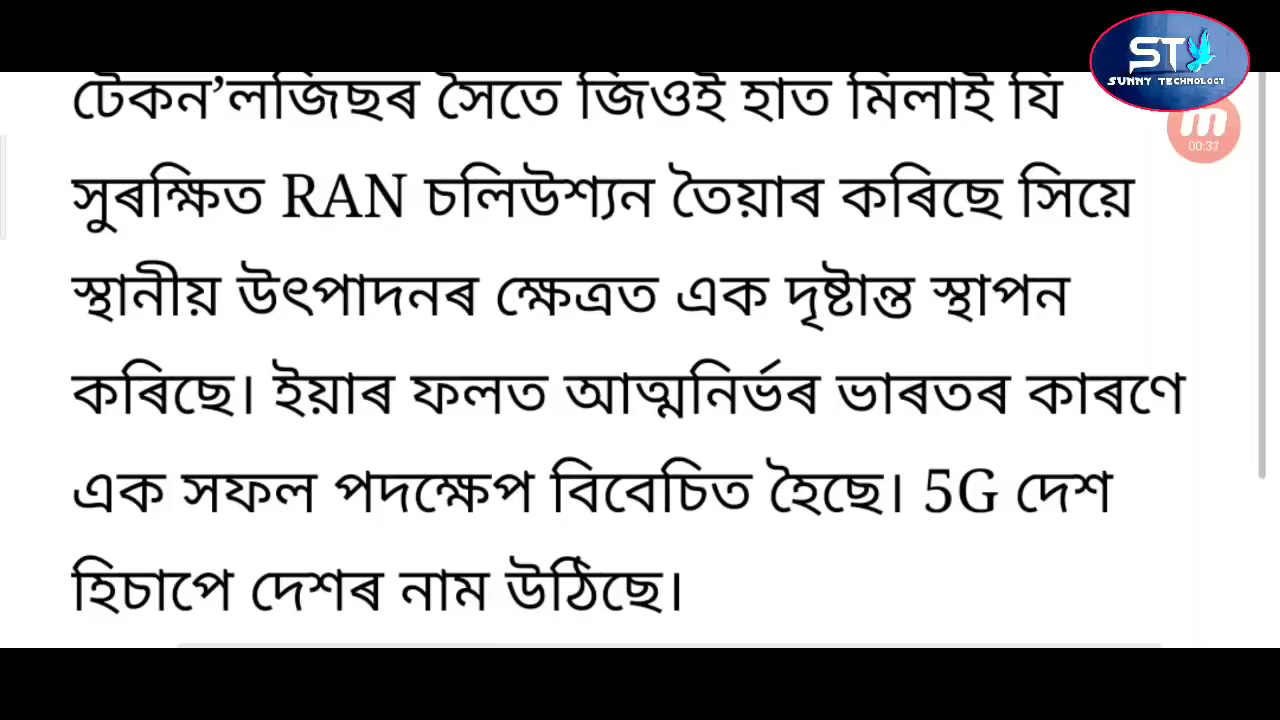 ST
SUNNY TECHNOLOGY
00:32
টেকন’লজিছৰ সৈতে জিওই হাত মিলাই যি
সুৰক্ষিত RAN চলিউশ্যন তৈয়াৰ কৰিছে সিয়ে
স্থানীয় উৎপাদনৰ ক্ষেত্ৰত এক দৃষ্টান্ত স্থাপন
কৰিছে। ইয়াৰ ফলত আত্মনিৰ্ভৰ ভাৰতৰ কাৰণে
এক সফল পদক্ষেপ বিবেচিত হৈছে। 5G দেশ
হিচাপে দেশৰ নাম উঠিছে।